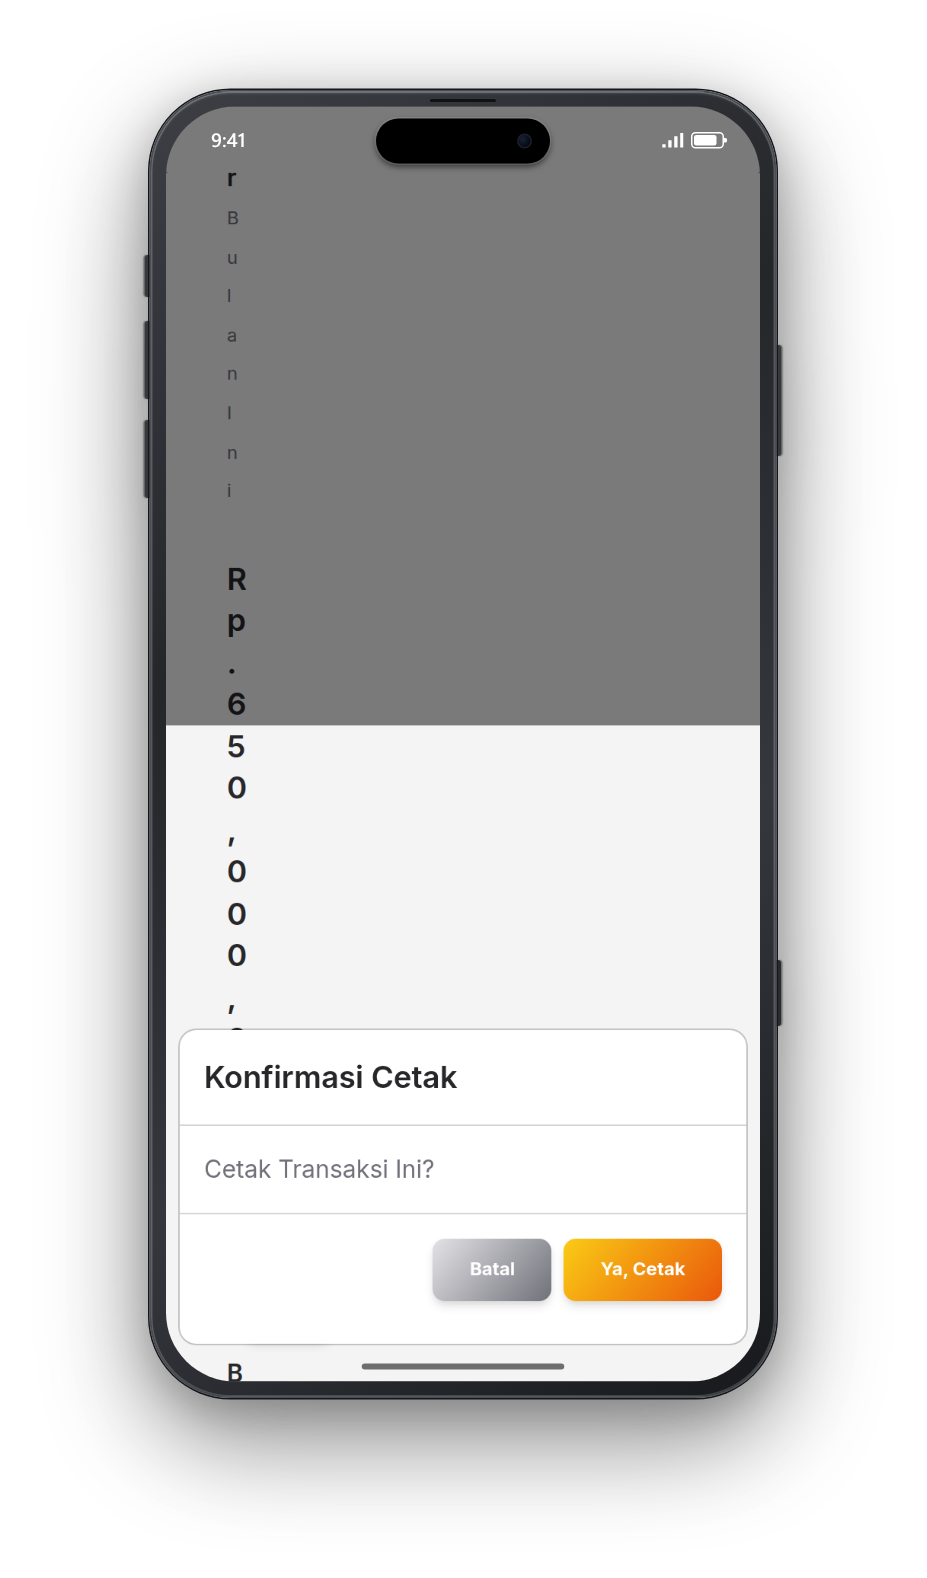 9:41
r
B
u
l
a
n
I
n
i
R
p
.
6
5
0
,
0
0
0
,
Konfirmasi Cetak
Cetak Transaksi Ini?
Batal
Ya, Cetak
B